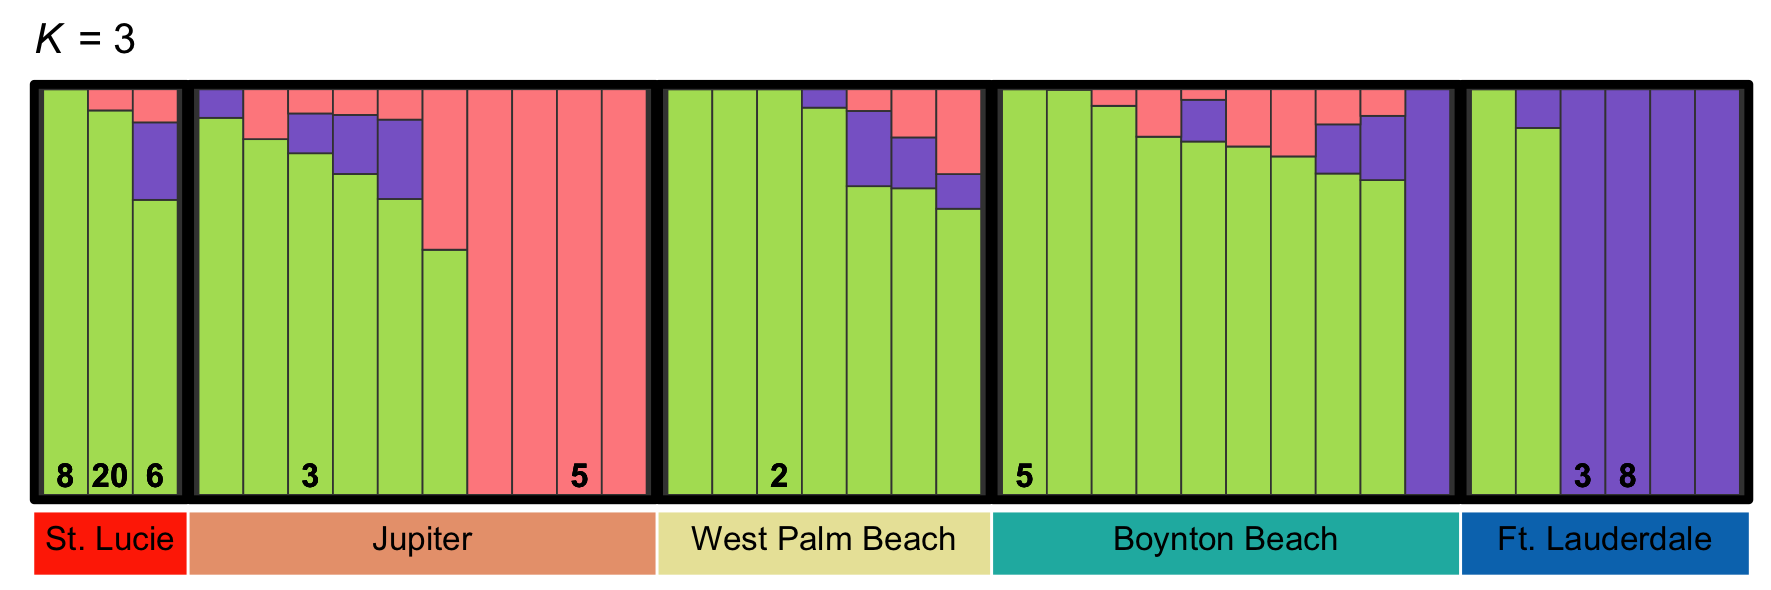 K = 3
8 20 6 3 5 2 5 3 8
St. Lucie Jupiter West Palm Beach Boynton Beach Ft. Lauderdale